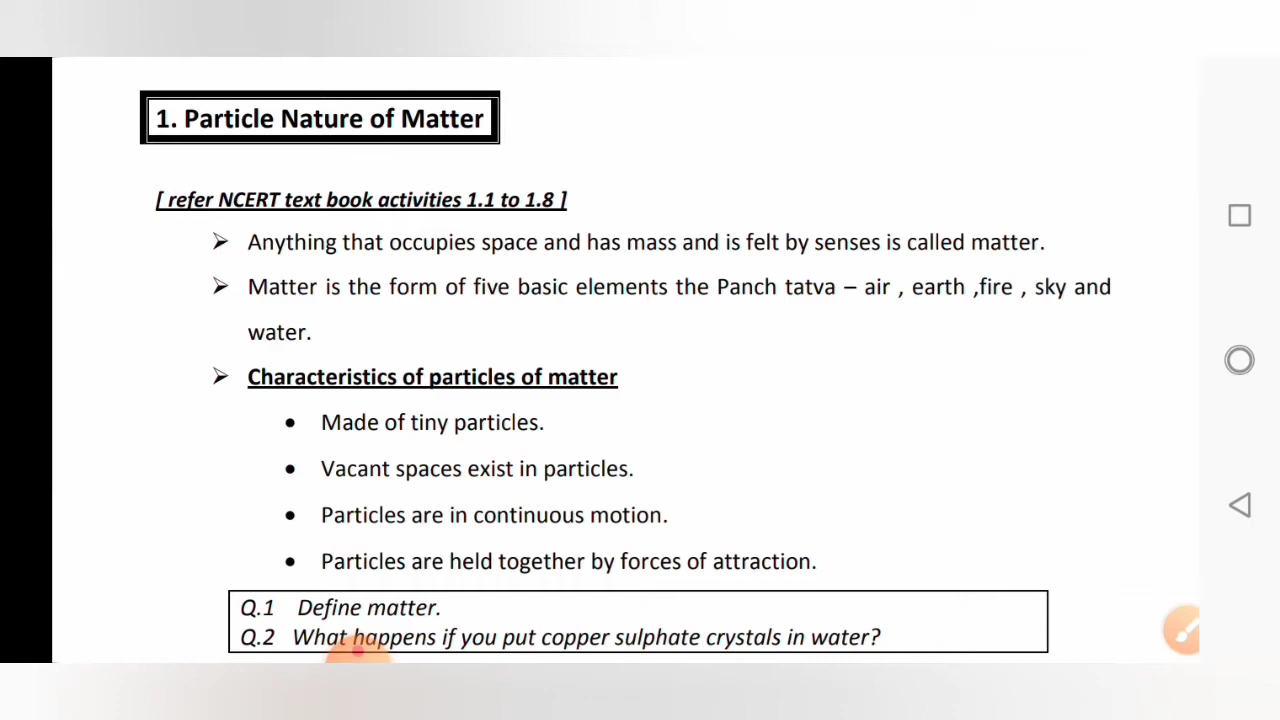 1. Particle Nature of Matter
[ refer NCERT text book activities 1.1 to 1.8 ]
➢ Anything that occupies space and has mass and is felt by senses is called matter.
➢ Matter is the form of five basic elements the Panch tatva – air , earth ,fire , sky and
water.
➢ Characteristics of particles of matter
• Made of tiny particles.
• Vacant spaces exist in particles.
• Particles are in continuous motion.
• Particles are held together by forces of attraction.
Q.1 Define matter.
Q.2 What happens if you put copper sulphate crystals in water?